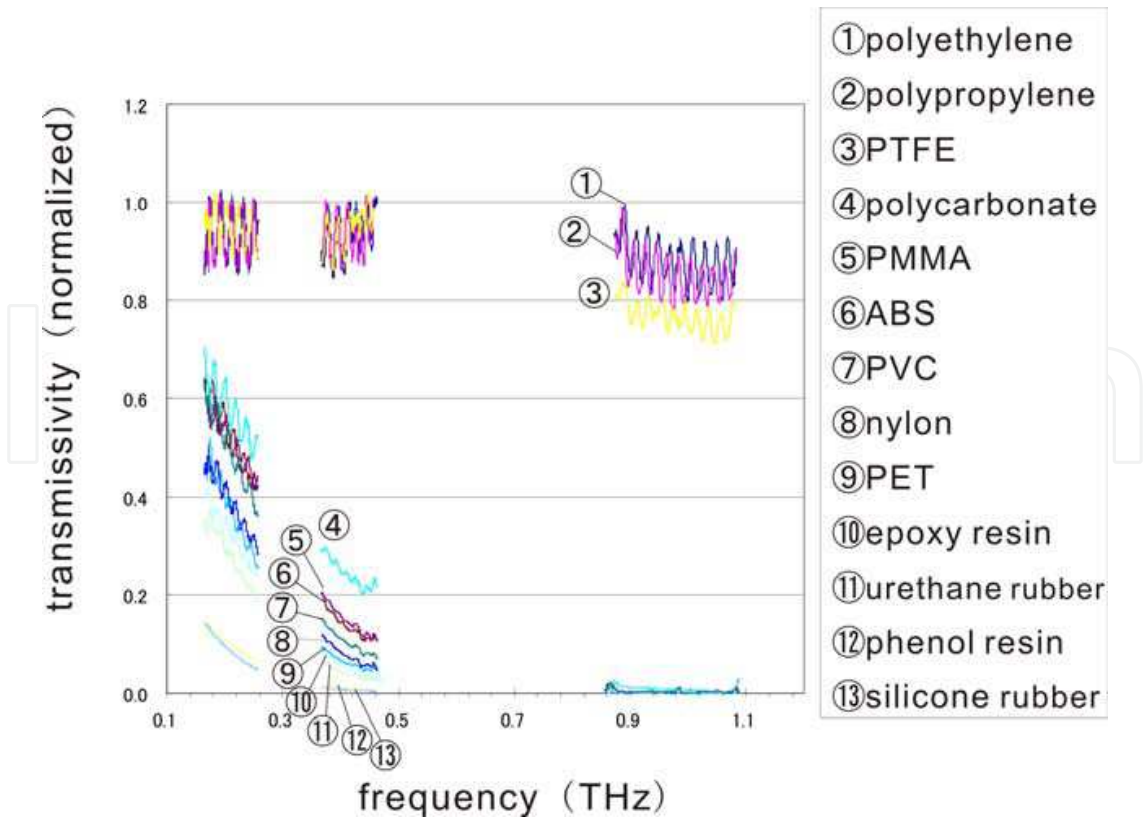 transmissivity (normalized)
1.2
1.0
0.8
0.6
0.4
0.2
0.0
0.1
0.3
0.5
0.7
0.9
1.1
frequency (THz)
①
②
③
④
⑤
⑥
⑦
⑧
⑨
⑩
⑪
⑫
⑬
①polyethylene
②polypropylene
③PTFE
④polycarbonate
⑤PMMA
⑥ABS
⑦PVC
⑧nylon
⑨PET
⑩epoxy resin
⑪urethane rubber
⑫phenol resin
⑬silicone rubber